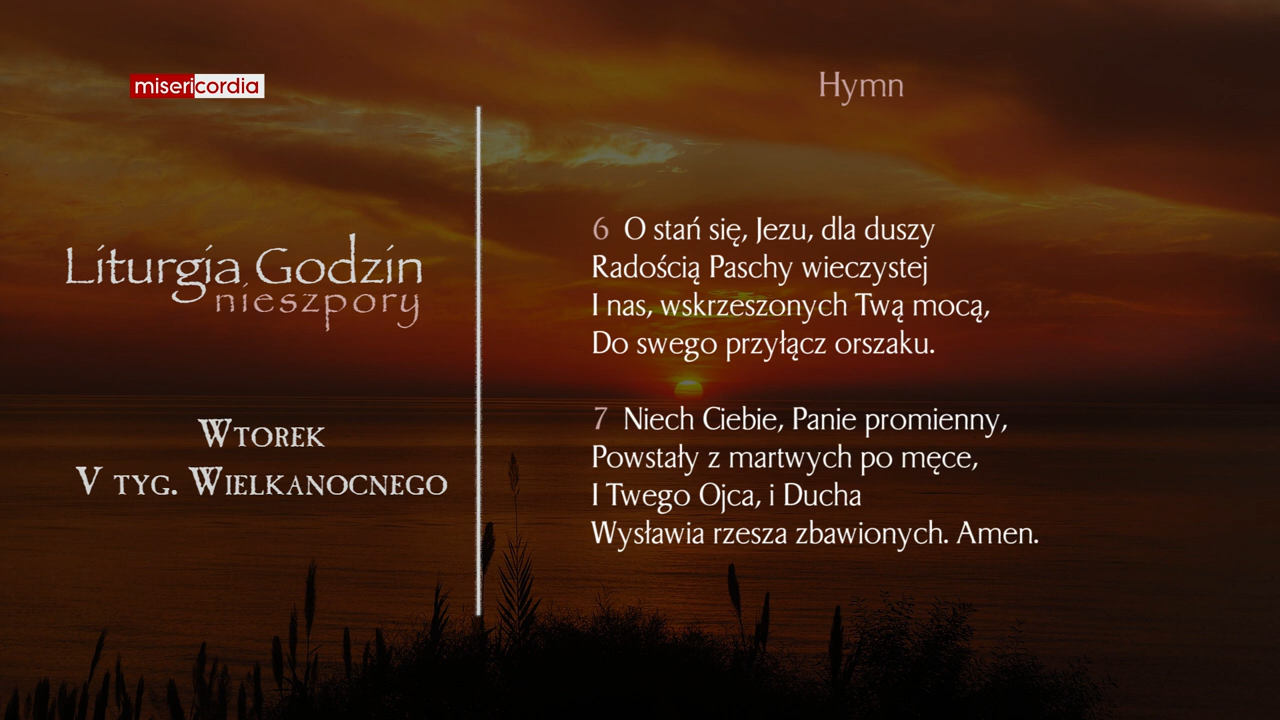 misericordia
Liturgia Godzin
nieszpory
Wtorek
V tyg. Wielkanocnego
Hymn
6 O stań się, Jezu, dla duszy
Radością Paschy wieczystej
I nas, wskrzeszonych Twą mocą,
Do swego przyłącz orszaku.
7 Niech Ciebie, Panie promienny,
Powstały z martwych po męce,
I Twego Ojca, i Ducha
Wysławia rzesza zbawionych. Amen.